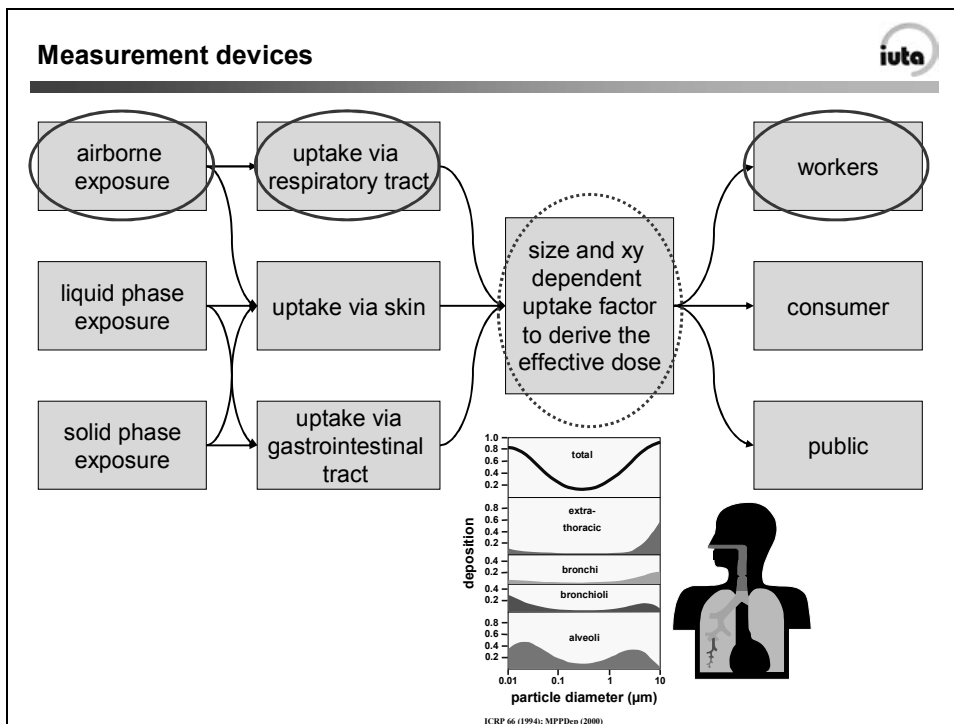 Measurement devices
iuta
airborne
exposure
uptake via
respiratory tract
workers
liquid phase
exposure
uptake via skin
size and xy
dependent
uptake factor
to derive the
effective dose
consumer
solid phase
exposure
uptake via
gastrointestinal
tract
public
1.0
0.8
0.6
0.4
0.2
total
0.8
0.6
0.4
0.2
extra-
thoracic
0.4
0.2
bronchi
0.4
0.2
bronchioli
0.8
0.6
0.4
0.2
alveoli
deposition
0.01 0.1 1 10
particle diameter (µm)
ICRP 66 (1994); MPPDep (2000)